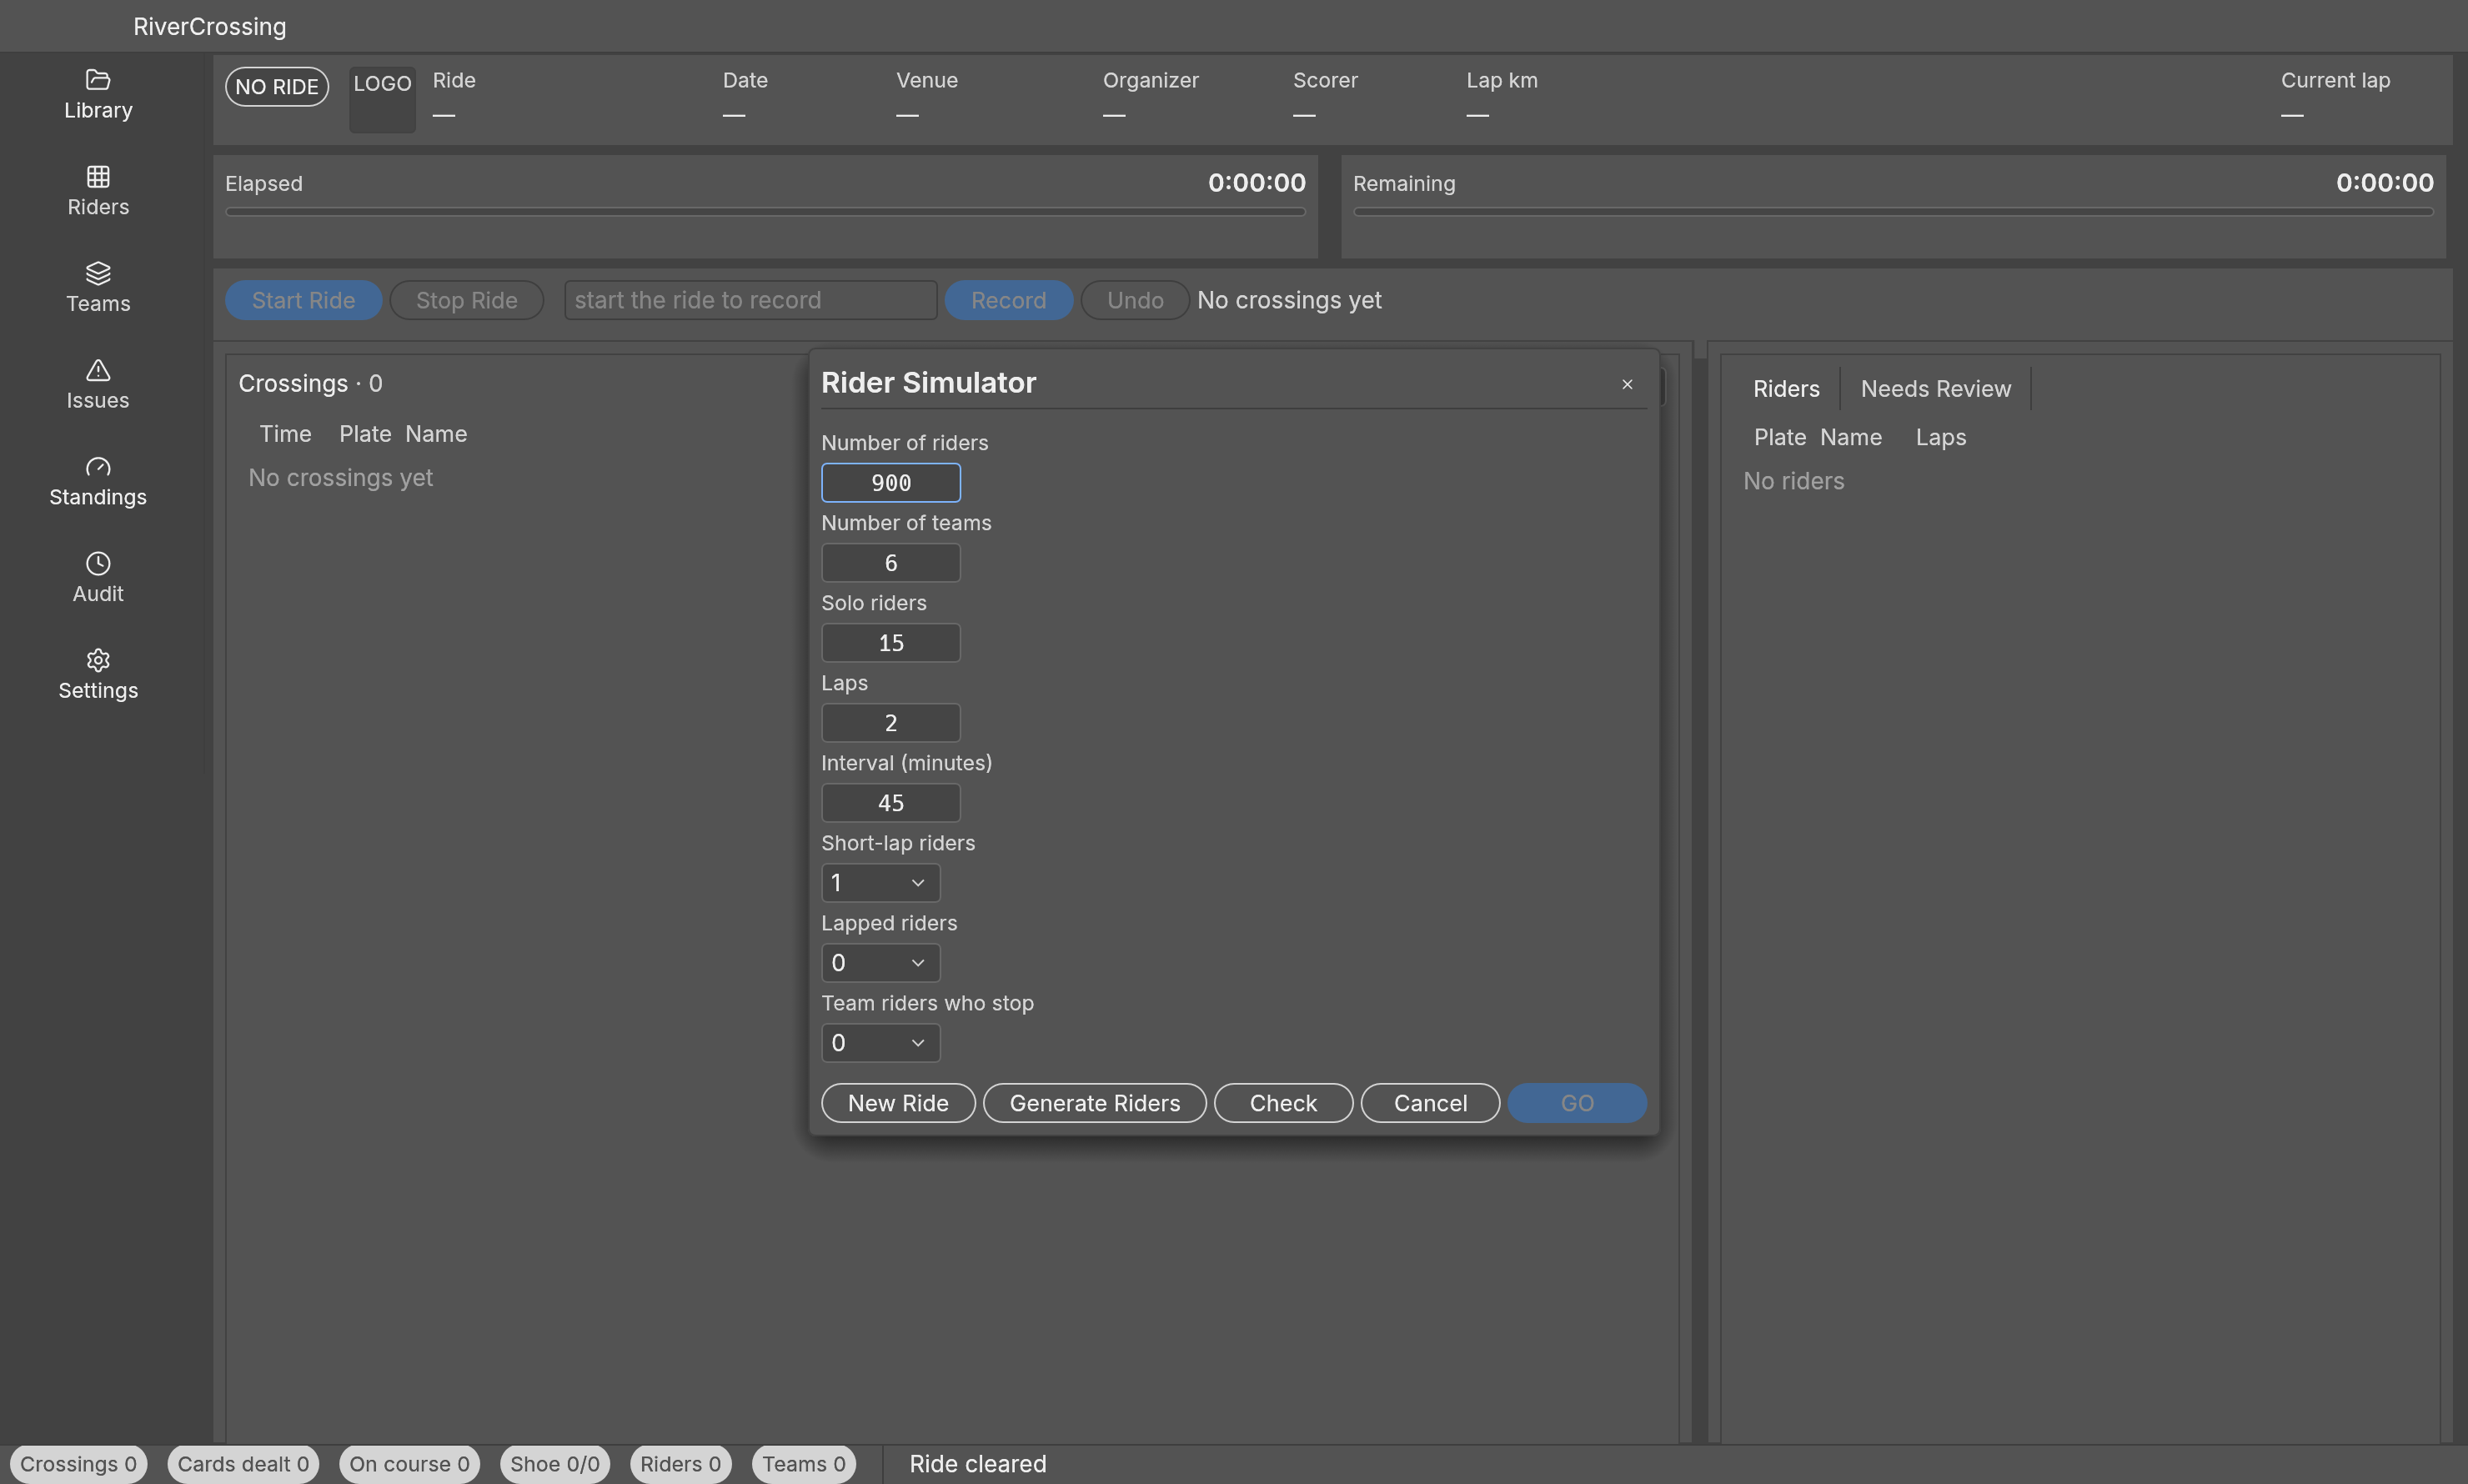 RiverCrossing
Library
Riders
Teams
Issues
Standings
Audit
Settings
NO RIDE
LOGO
Ride
—
Date
—
Venue
—
Organizer
—
Scorer
—
Lap km
—
Current lap
—
Elapsed 0:00:00
Remaining 0:00:00
Start Ride Stop Ride start the ride to record Record Undo No crossings yet
Crossings · 0
Time Plate Name
No crossings yet
Rider Simulator ×
Number of riders
900
Number of teams
6
Solo riders
15
Laps
2
Interval (minutes)
45
Short-lap riders
1
Lapped riders
0
Team riders who stop
0
New Ride Generate Riders Check Cancel GO
Riders Needs Review
Plate Name Laps
No riders
Crossings 0 Cards dealt 0 On course 0 Shoe 0/0 Riders 0 Teams 0 Ride cleared